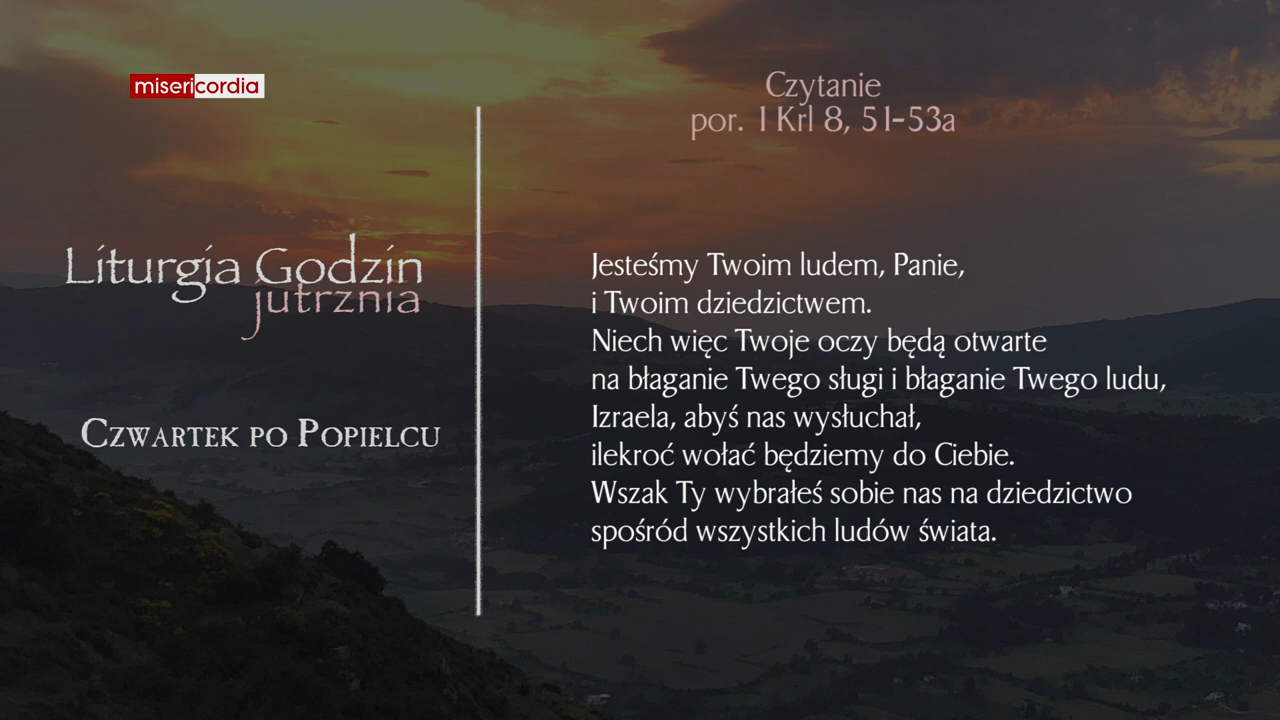 misericordia
Liturgia Godzin
jutrznia
Czwartek po Popielcu
Czytanie
por. 1 Krl 8, 51-53a
Jesteśmy Twoim ludem, Panie,
i Twoim dziedzictwem.
Niech więc Twoje oczy będą otwarte
na błaganie Twego sługi i błaganie Twego ludu,
Izraela, abyś nas wysłuchał,
ilekroć wołać będziemy do Ciebie.
Wszak Ty wybrałeś sobie nas na dziedzictwo
spośród wszystkich ludów świata.